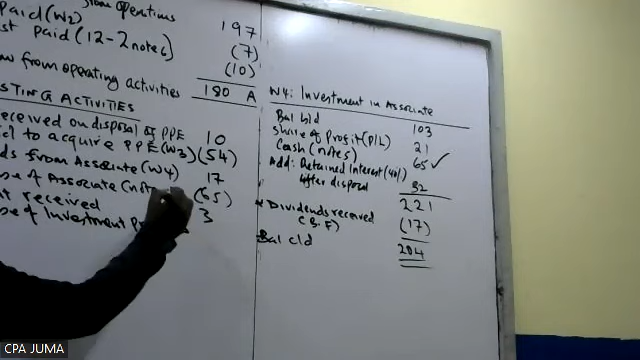 Paid (W2)
197
st paid (12-2 notes)
(7)
(10)
from operating activities
180 A
STING ACTIVITIES
received on disposal of PPE
10
to acquire PPE (W3)
(54)
ds from Associate (W4)
17
se of Associate (note
(65)
t received
3
se of Investment P
W4: Investment in Associate
Bal b/d
103
Share of Profit (P/L)
21
Cash (notes)
65 ✓
Add: Retained Interest (40%)
after disposal
32
221
* Dividends received
(B.F)
(17)
Bal c/d
204
CPA JUMA